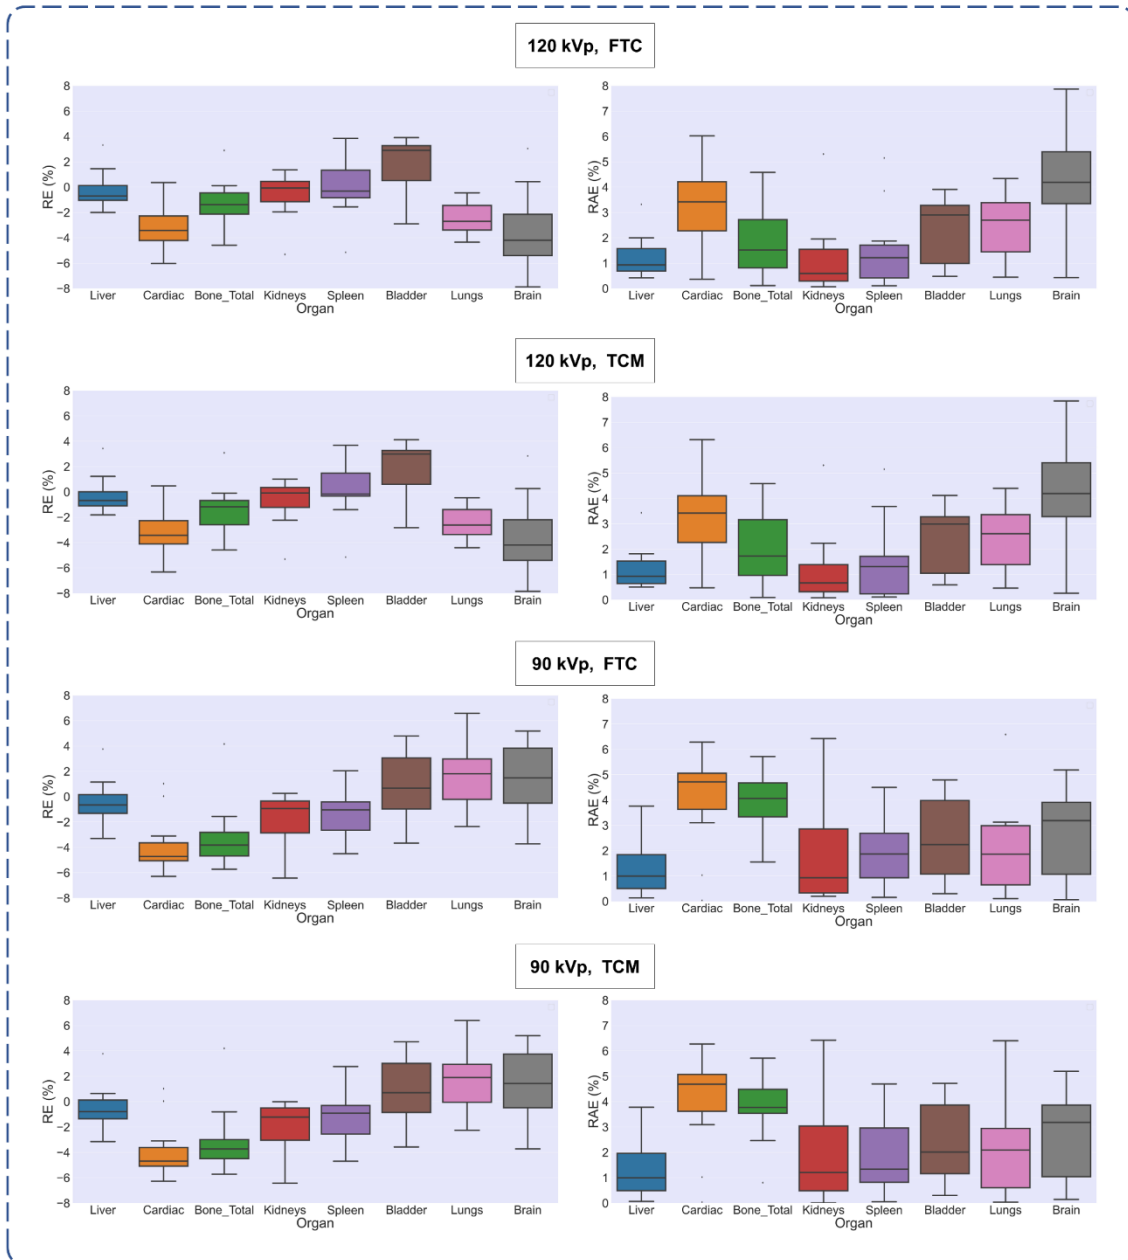 120 kVp, FTC
RE (%)
8
6
4
2
0
−2
−4
−6
−8
Liver Cardiac Bone_Total Kidneys Spleen Bladder Lungs Brain
Organ
RAE (%)
8
7
6
5
4
3
2
1
0
Liver Cardiac Bone_Total Kidneys Spleen Bladder Lungs Brain
Organ
120 kVp, TCM
RE (%)
8
6
4
2
0
−2
−4
−6
−8
Liver Cardiac Bone_Total Kidneys Spleen Bladder Lungs Brain
Organ
RAE (%)
8
7
6
5
4
3
2
1
0
Liver Cardiac Bone_Total Kidneys Spleen Bladder Lungs Brain
Organ
90 kVp, FTC
RE (%)
8
6
4
2
0
−2
−4
−6
−8
Liver Cardiac Bone_Total Kidneys Spleen Bladder Lungs Brain
Organ
RAE (%)
8
7
6
5
4
3
2
1
0
Liver Cardiac Bone_Total Kidneys Spleen Bladder Lungs Brain
Organ
90 kVp, TCM
RE (%)
8
6
4
2
0
−2
−4
−6
−8
Liver Cardiac Bone_Total Kidneys Spleen Bladder Lungs Brain
Organ
RAE (%)
8
7
6
5
4
3
2
1
0
Liver Cardiac Bone_Total Kidneys Spleen Bladder Lungs Brain
Organ